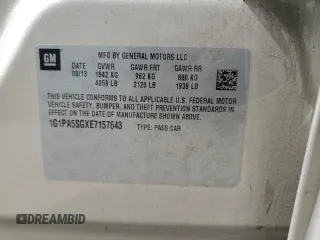 GM
MFD BY GENERAL MOTORS LLC
DATE GVWR GAWR-FRT GAWR-RR
09/13 1842 KG 962 KG 880 KG
4059 LB 2120 LB 1939 LB
THIS VEHICLE CONFORMS TO ALL APPLICABLE U.S. FEDERAL MOTOR
VEHICLE SAFETY, BUMPER, AND THEFT PREVENTION STANDARDS
IN EFFECT ON THE DATE OF MANUFACTURE SHOWN ABOVE.
1G1PA5SGXE7157643 TYPE: PASS CAR
DREAMBID